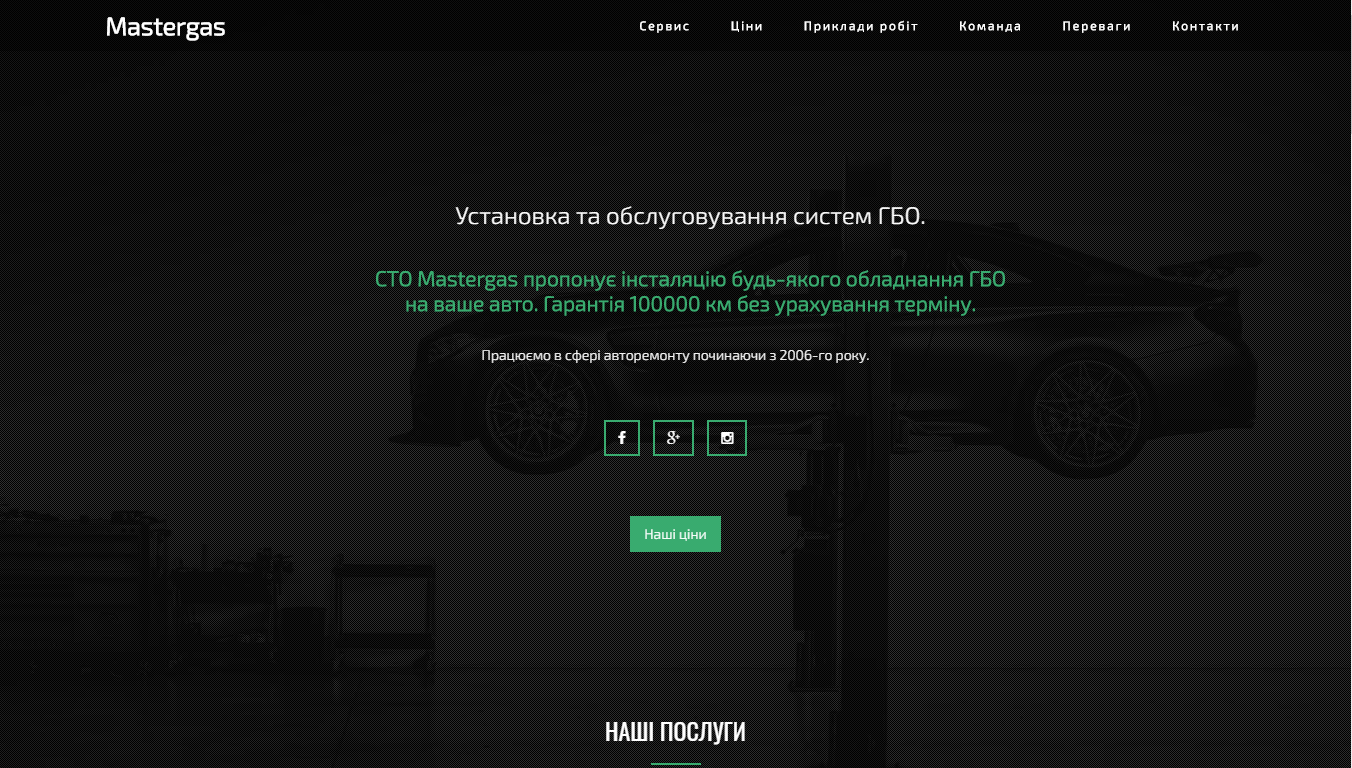 Mastergas
Сервис
Ціни
Приклади робіт
Команда
Переваги
Контакти
Установка та обслуговування систем ГБО.
СТО Mastergas пропонує інсталяцію будь-якого обладнання ГБО
на ваше авто. Гарантія 100000 км без урахування терміну.
Працюємо в сфері авторемонту починаючи з 2006-го року.
Наші ціни
НАШІ ПОСЛУГИ